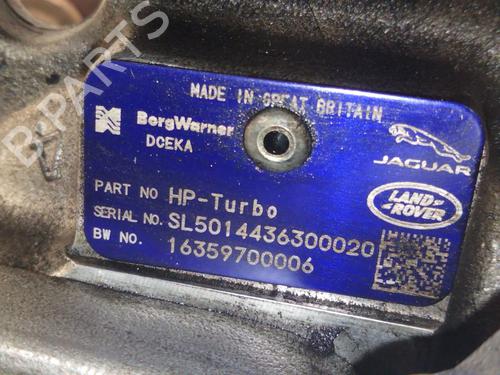 MADE IN GREAT BRITAIN
BorgWarner
DCEKA
JAGUAR
PART NO HP-Turbo
LAND
ROVER
SERIAL NO. SL5014436300020
BW NO. 16359700006
B-PARTS